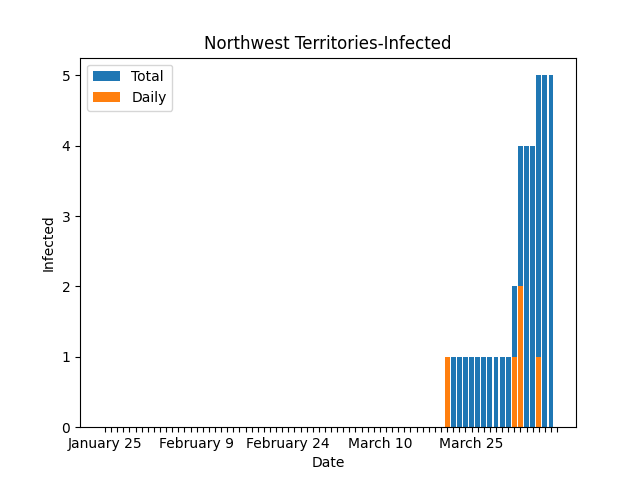 Northwest Territories-Infected
Total
Daily
5
4
3
2
1
0
Infected
January 25 February 9 February 24 March 10 March 25
Date